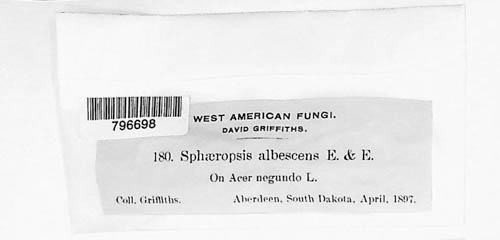 796698
WEST AMERICAN FUNGI.
DAVID GRIFFITHS.
180. Sphæropsis albescens E. & E.
On Acer negundo L.
Coll. Griffiths. Aberdeen, South Dakota, April, 1897.